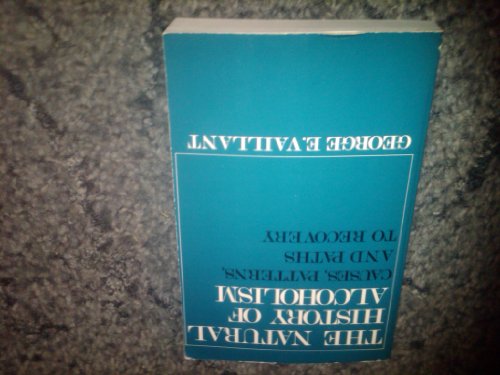 THE NATURAL
HISTORY OF
ALCOHOLISM
CAUSES, PATTERNS,
AND PATHS
TO RECOVERY
GEORGE E. VAILLANT